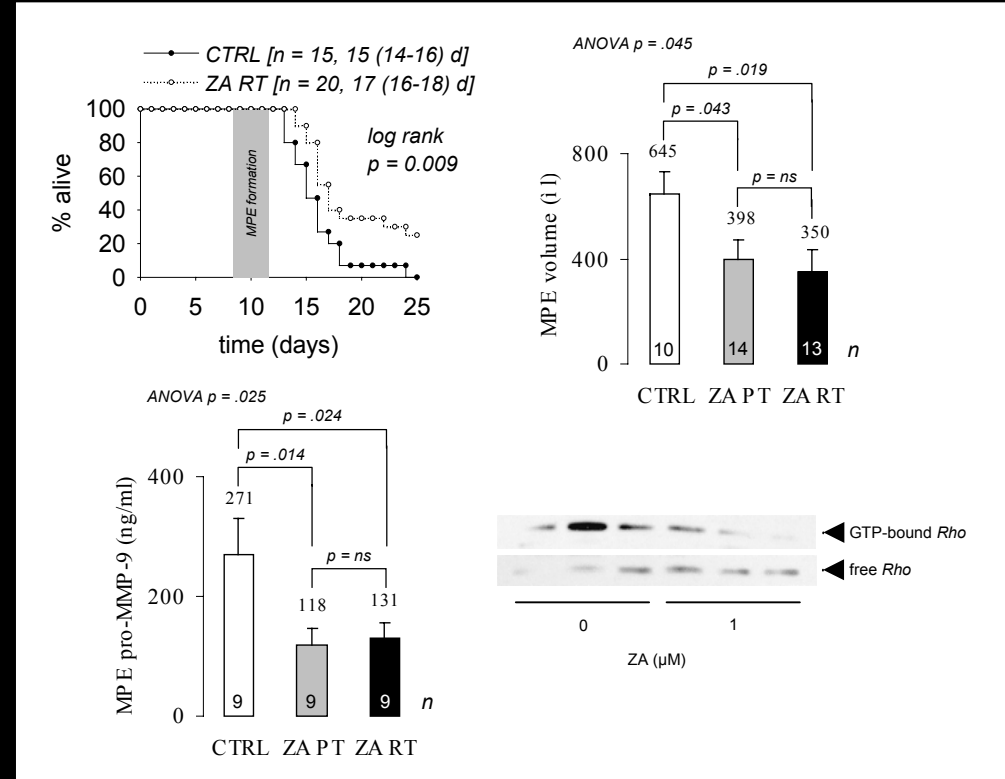 CTRL [n = 15, 15 (14-16) d]
ZA RT [n = 20, 17 (16-18) d]
log rank
p = 0.009
% alive
100
80
60
40
20
0
MPE formation
0 5 10 15 20 25
time (days)
ANOVA p = .045
p = .019
p = .043
p = ns
MPE volume (i l)
800
400
0
645
398
350
10 14 13 n
CTRL ZA PT ZA RT
ANOVA p = .025
p = .024
p = .014
p = ns
MPE pro-MMP-9 (ng/ml)
400
200
0
271
118
131
9 9 9 n
CTRL ZA PT ZA RT
GTP-bound Rho
free Rho
0 1
ZA (µM)